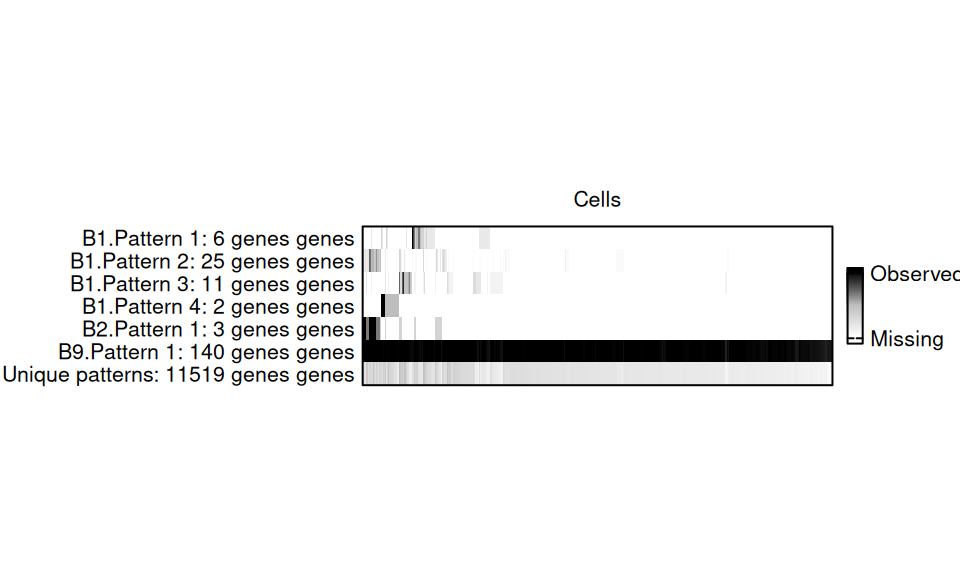 Cells
B1.Pattern 1: 6 genes genes
B1.Pattern 2: 25 genes genes
B1.Pattern 3: 11 genes genes
B1.Pattern 4: 2 genes genes
B2.Pattern 1: 3 genes genes
B9.Pattern 1: 140 genes genes
Unique patterns: 11519 genes genes
Observed
Missing